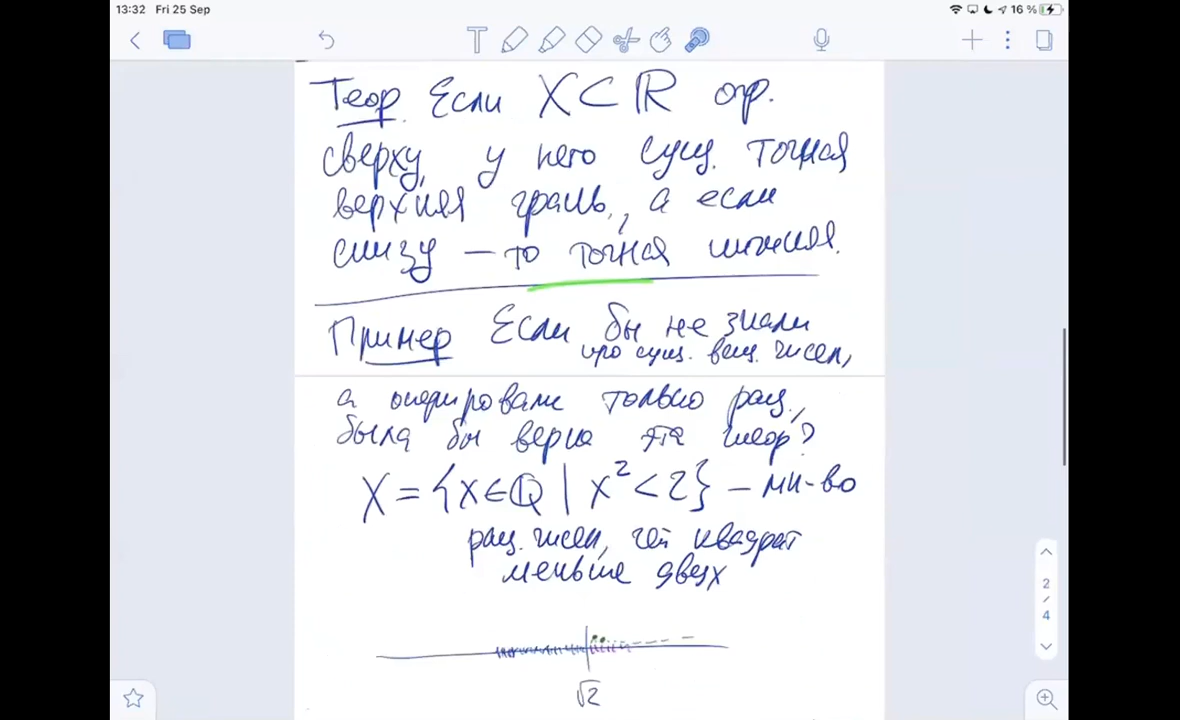 13:32 Fri 25 Sep
16 %
Теор. Если X⊂ℝ огр.
сверху, у него сущ. точная
верхняя грань, а если
снизу – то точная нижняя.
Пример Если бы не знали
про сущ. вещ. чисел,
а оперировали только рац.,
была бы верна эта теор?
X = {x∈ℚ | x² < 2} – мн-во
рац. чисел, чей квадрат
меньше двух
√2
2
/
4